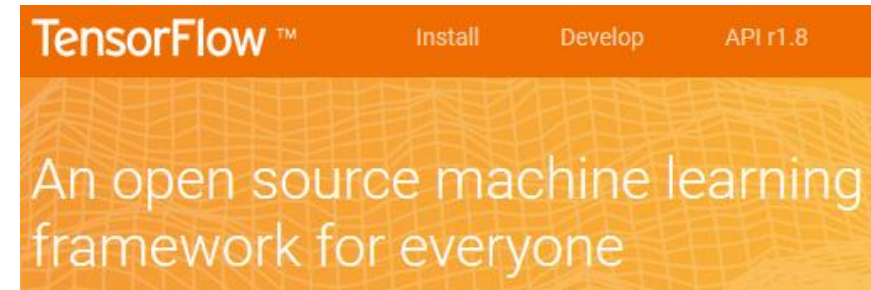 TensorFlow ™ Install Develop API r1.8
An open source machine learning
framework for everyone